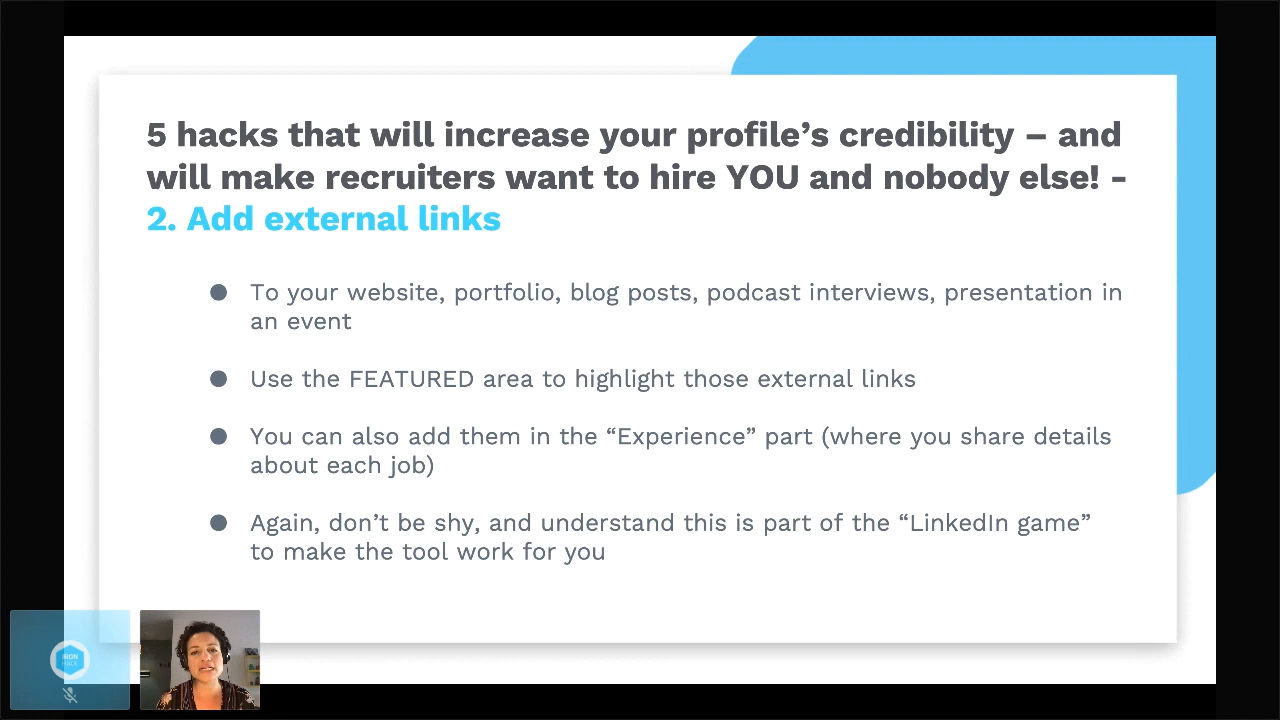 5 hacks that will increase your profile’s credibility – and
will make recruiters want to hire YOU and nobody else! -
2. Add external links
● To your website, portfolio, blog posts, podcast interviews, presentation in
an event
● Use the FEATURED area to highlight those external links
● You can also add them in the “Experience” part (where you share details
about each job)
● Again, don’t be shy, and understand this is part of the “LinkedIn game”
to make the tool work for you
IRON
HACK